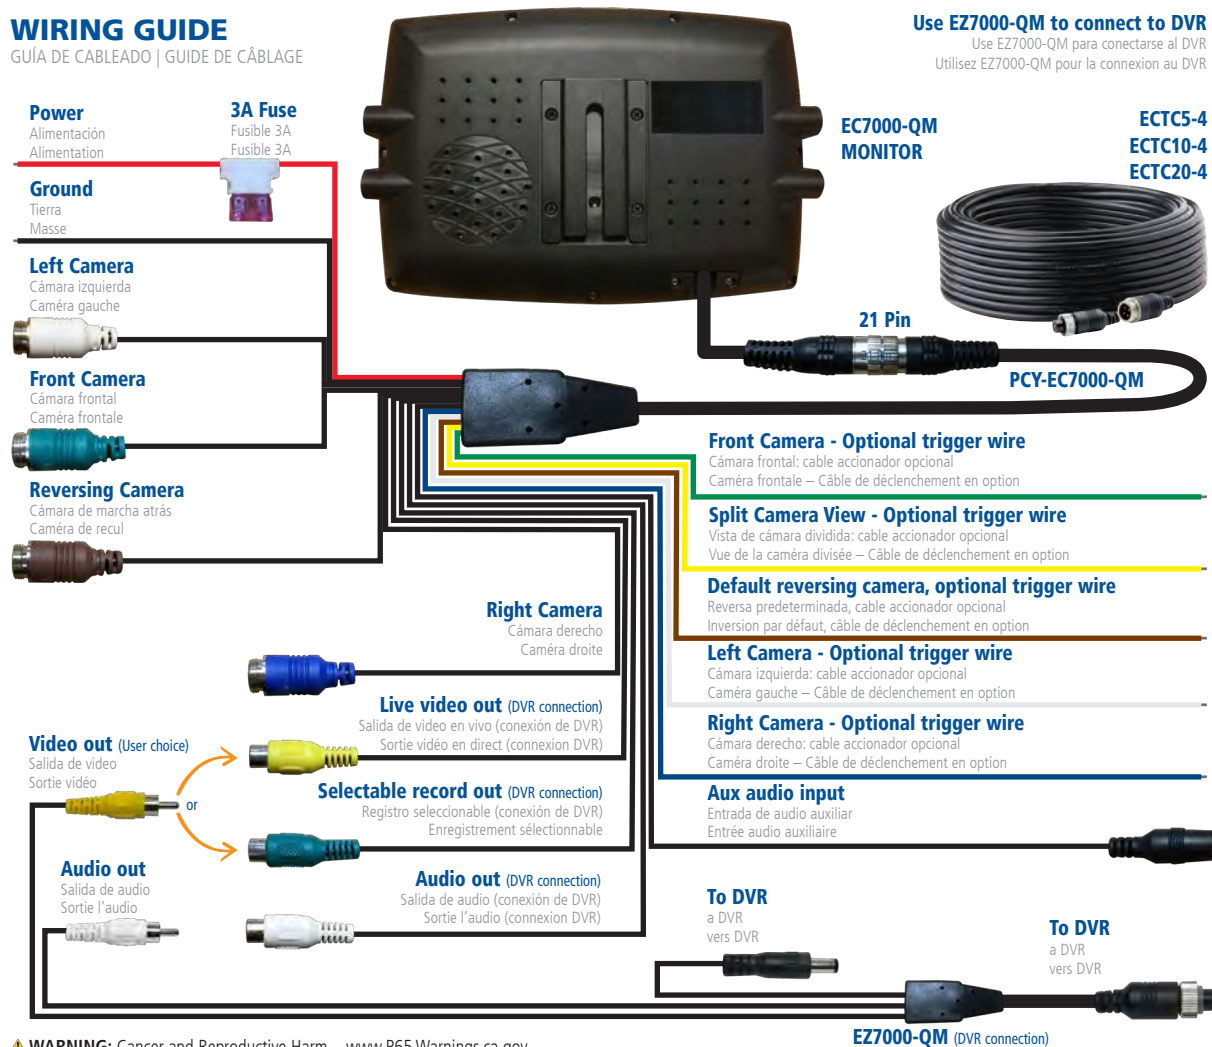 WIRING GUIDE
GUÍA DE CABLEADO | GUIDE DE CÂBLAGE
Use EZ7000-QM to connect to DVR
Use EZ7000-QM para conectarse al DVR
Utilisez EZ7000-QM pour la connexion au DVR
Power
Alimentación
Alimentation
3A Fuse
Fusible 3A
Fusible 3A
EC7000-QM
MONITOR
ECTC5-4
ECTC10-4
ECTC20-4
Ground
Tierra
Masse
Left Camera
Cámara izquierda
Caméra gauche
21 Pin
PCY-EC7000-QM
Front Camera
Cámara frontal
Caméra frontale
Front Camera - Optional trigger wire
Cámara frontal: cable accionador opcional
Caméra frontale – Câble de déclenchement en option
Reversing Camera
Cámara de marcha atrás
Caméra de recul
Split Camera View - Optional trigger wire
Vista de cámara dividida: cable accionador opcional
Vue de la caméra divisée – Câble de déclenchement en option
Default reversing camera, optional trigger wire
Reversa predeterminada, cable accionador opcional
Inversion par défaut, câble de déclenchement en option
Right Camera
Cámara derecho
Caméra droite
Left Camera - Optional trigger wire
Cámara izquierda: cable accionador opcional
Caméra gauche – Câble de déclenchement en option
Live video out (DVR connection)
Salida de video en vivo (conexión de DVR)
Sortie vidéo en direct (connexion DVR)
Right Camera - Optional trigger wire
Cámara derecho: cable accionador opcional
Caméra droite – Câble de déclenchement en option
Video out (User choice)
Salida de video
Sortie vidéo
or
Selectable record out (DVR connection)
Registro seleccionable (conexión de DVR)
Enregistrement sélectionnable
Aux audio input
Entrada de audio auxiliar
Entrée audio auxiliaire
Audio out
Salida de audio
Sortie l'audio
Audio out (DVR connection)
Salida de audio (conexión de DVR)
Sortie l'audio (connexion DVR)
To DVR
a DVR
vers DVR
To DVR
a DVR
vers DVR
EZ7000-QM (DVR connection)
WARNING: Cancer and Reproductive Harm - www.P65.Warnings.ca.gov